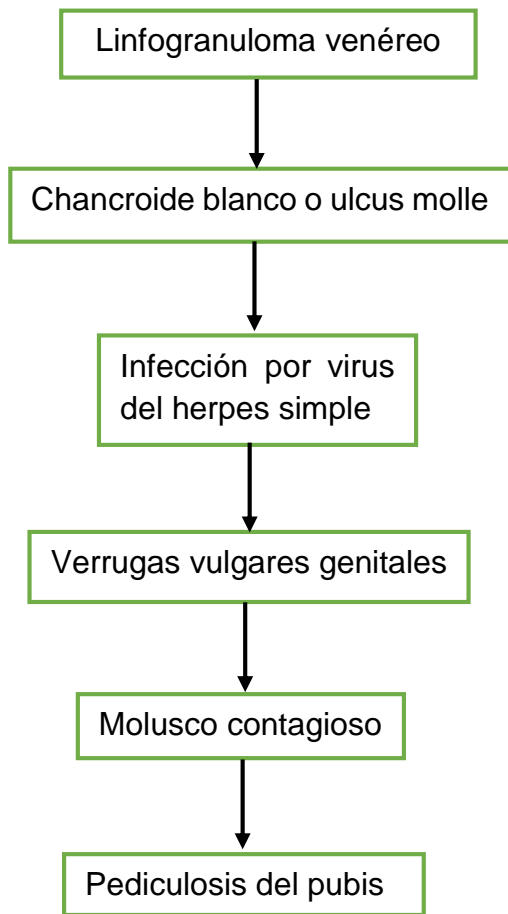 Linfogranuloma venéreo
Chancroide blanco o ulcus molle
Infección por virus
del herpes simple
Verrugas vulgares genitales
Molusco contagioso
Pediculosis del pubis